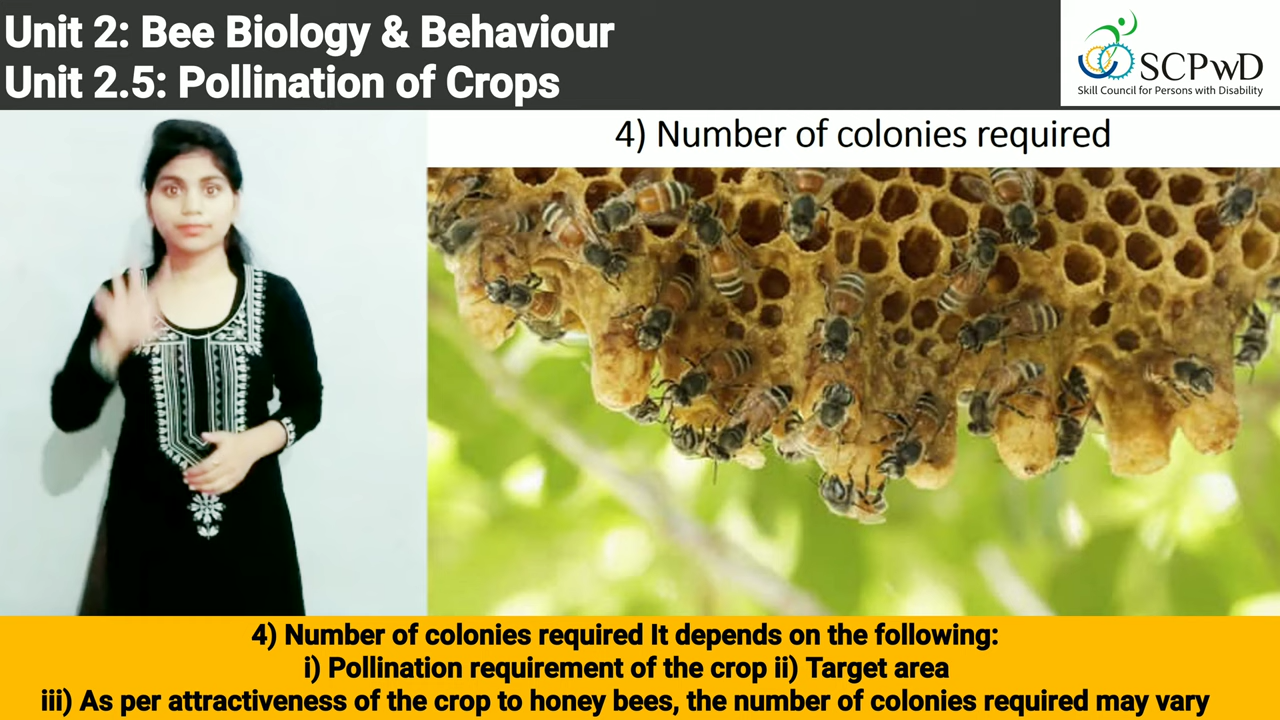 Unit 2: Bee Biology & Behaviour
Unit 2.5: Pollination of Crops
SCPwD
Skill Council for Persons with Disability
4) Number of colonies required
4) Number of colonies required It depends on the following:
i) Pollination requirement of the crop ii) Target area
iii) As per attractiveness of the crop to honey bees, the number of colonies required may vary